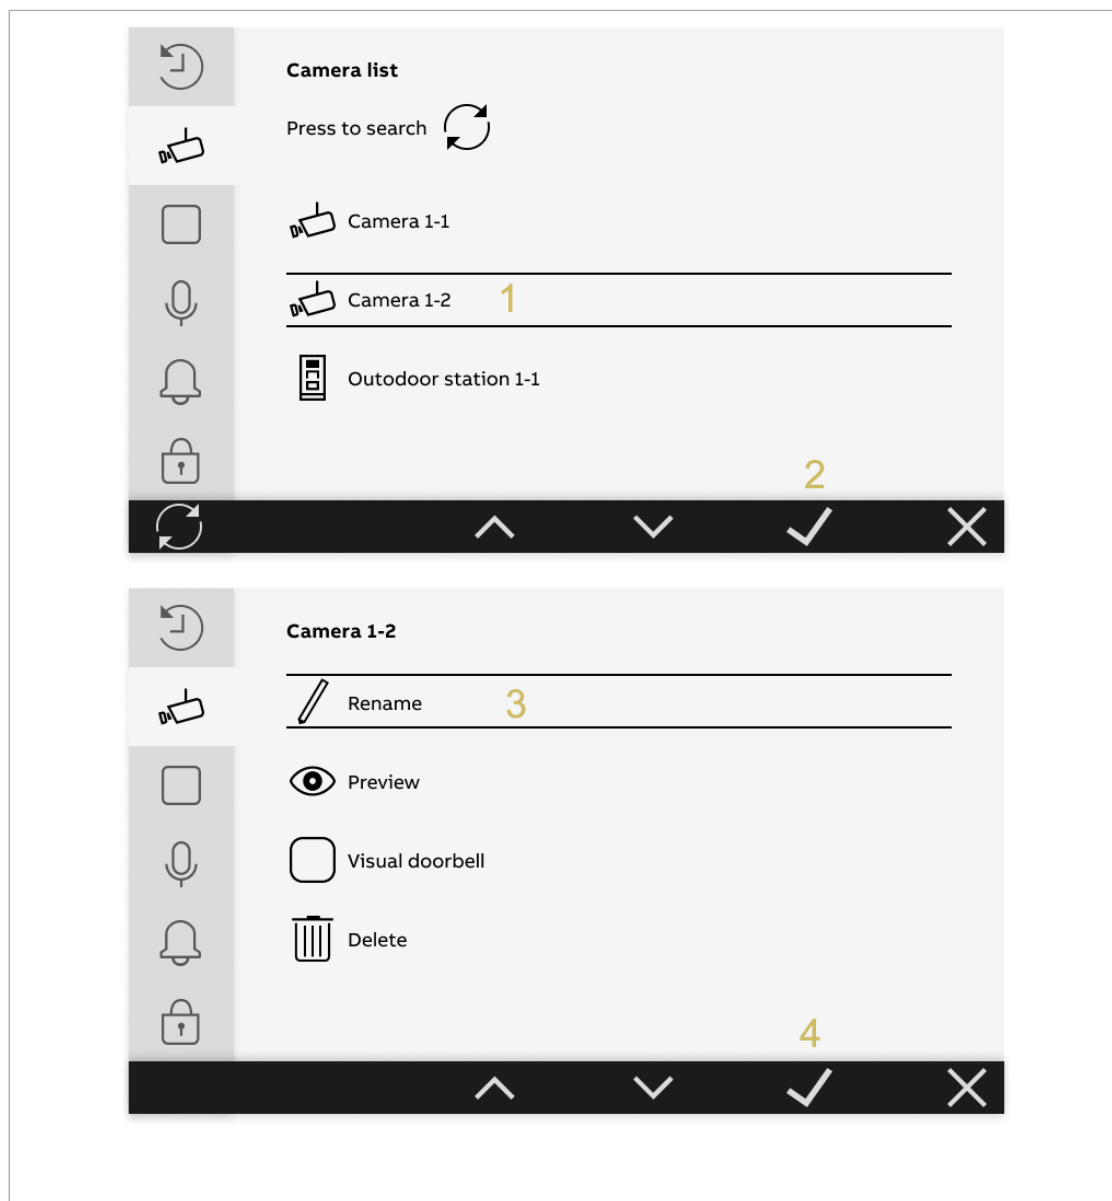 Camera list
Press to search
Camera 1-1
Camera 1-2 1
Outodoor station 1-1
2
Camera 1-2
Rename 3
Preview
Visual doorbell
Delete
4